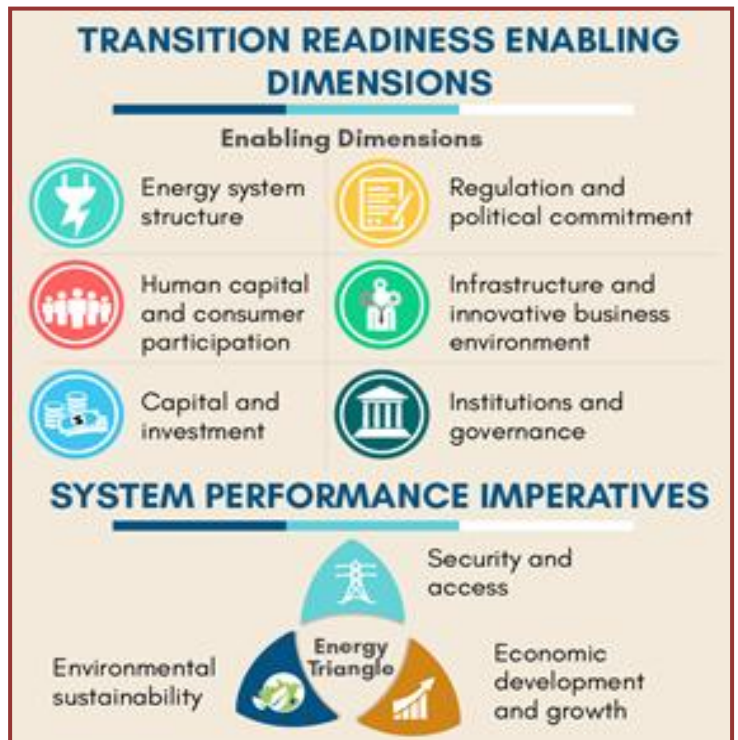 TRANSITION READINESS ENABLING
DIMENSIONS
Enabling Dimensions
Energy system
structure
Regulation and
political commitment
Human capital
and consumer
participation
Infrastructure and
innovative business
environment
Capital and
investment
Institutions and
governance
SYSTEM PERFORMANCE IMPERATIVES
Security and
access
Energy
Triangle
Environmental
sustainability
Economic
development
and growth